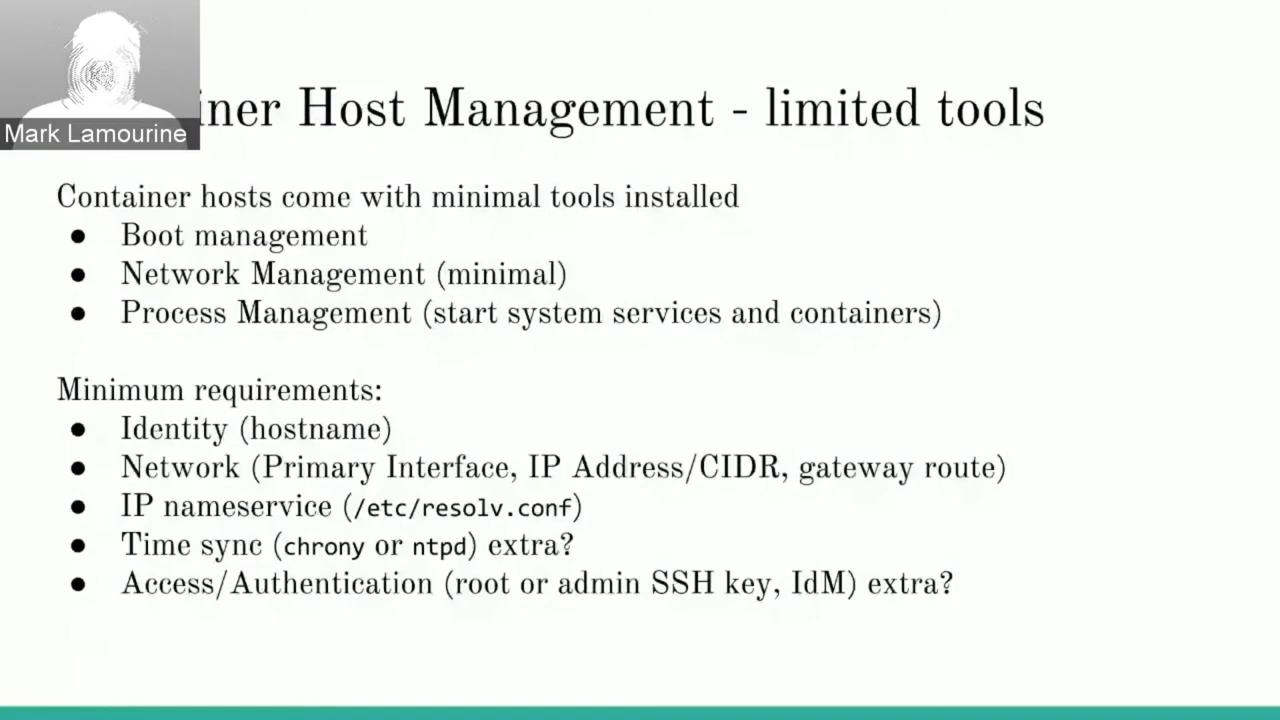 Mark Lamourine
iner Host Management - limited tools
Container hosts come with minimal tools installed
● Boot management
● Network Management (minimal)
● Process Management (start system services and containers)
Minimum requirements:
● Identity (hostname)
● Network (Primary Interface, IP Address/CIDR, gateway route)
● IP nameservice (/etc/resolv.conf)
● Time sync (chrony or ntpd) extra?
● Access/Authentication (root or admin SSH key, IdM) extra?